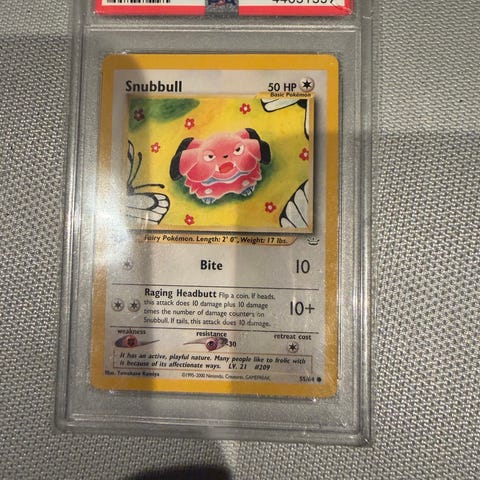 Snubbull
50 HP
Basic Pokémon
Fairy Pokémon. Length: 2' 0", Weight: 17 lbs.
Bite 10
Raging Headbutt Flip a coin. If heads,
this attack does 10 damage plus 10 damage
times the number of damage counters on
Snubbull. If tails, this attack does 10 damage.
10+
weakness resistance retreat cost
-30
It has an active, playful nature. Many people like to frolic with
it because of its affectionate ways. LV. 21 #209
Illus. Tomokazu Komiya ©1995-2000 Nintendo, Creatures, GAMEFREAK. 55/64